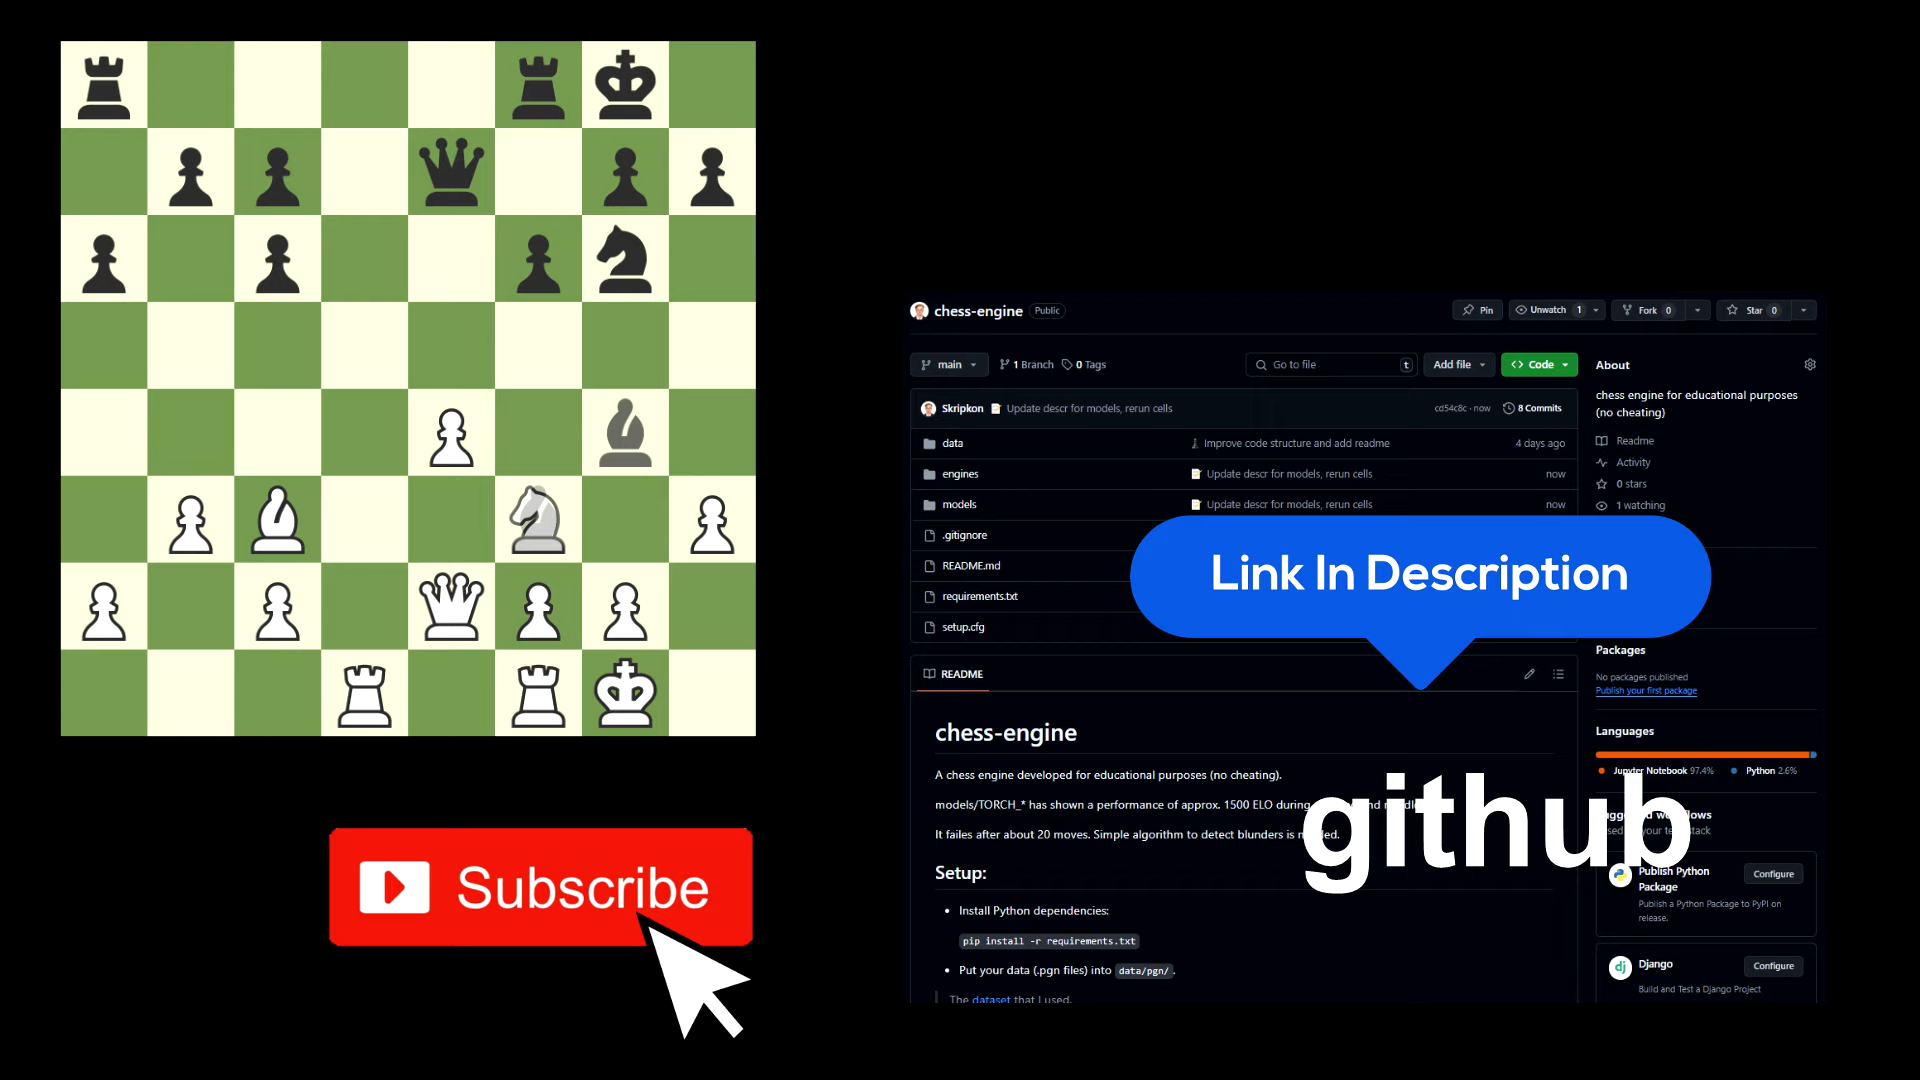 chess-engine Public
Pin
Unwatch 1
Fork 0
Star 0
main
1 Branch
0 Tags
Go to file
t
Add file
Code
Skripkon Update descr for models, rerun cells cd54c8c · now 8 Commits
data Improve code structure and add readme 4 days ago
engines Update descr for models, rerun cells now
models Update descr for models, rerun cells now
.gitignore
README.md
requirements.txt
setup.cfg
README
chess-engine
A chess engine developed for educational purposes (no cheating).
models/TORCH_* has shown a performance of approx. 1500 ELO during
It failes after about 20 moves. Simple algorithm to detect blunders is
Setup:
Install Python dependencies:
pip install -r requirements.txt
Put your data (.pgn files) into data/pgn/.
The dataset that I used.
About
chess engine for educational purposes
(no cheating)
Readme
Activity
0 stars
1 watching
Link In Description
Packages
No packages published
Publish your first package
Languages
Jupyter Notebook 97.4% Python 2.6%
github
Publish Python
Package
Configure
Publish a Python Package to PyPI on
release.
Django
Configure
Build and Test a Django Project
Subscribe